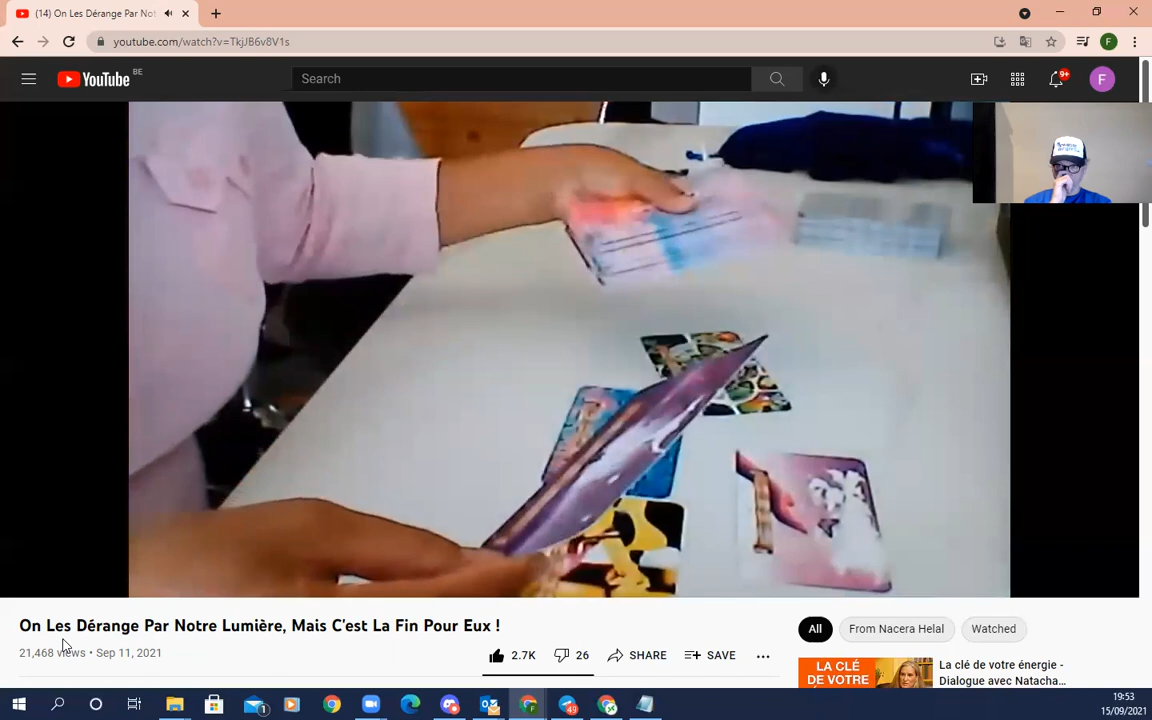 (14) On Les Dérange Par Not
youtube.com/watch?v=TkjJB6v8V1s
YouTube BE
Search
9+
F
On Les Dérange Par Notre Lumière, Mais C'est La Fin Pour Eux !
21,468 views • Sep 11, 2021
2.7K
26
SHARE
SAVE
All
From Nacera Helal
Watched
LA CLÉ
DE VOTRE
La clé de votre énergie -
Dialogue avec Natacha...
19:53
15/09/2021